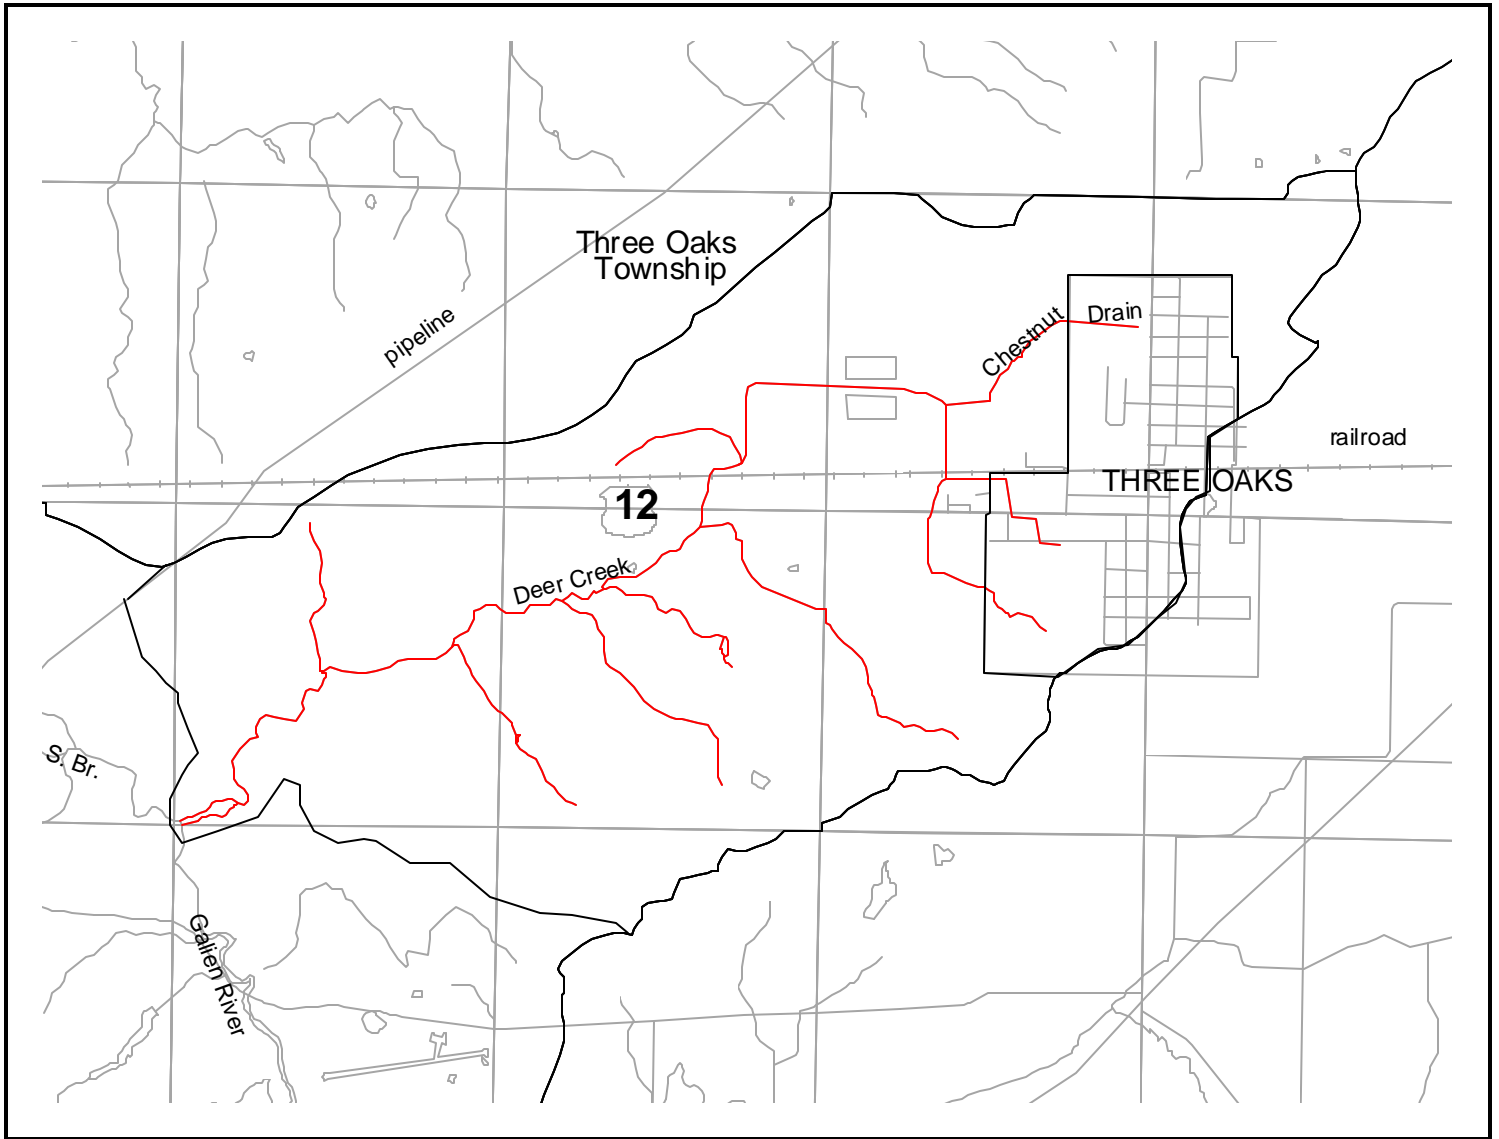 Three Oaks
Township
pipeline
Chestnut
Drain
railroad
THREE OAKS
12
Deer Creek
S. Br.
Galien River